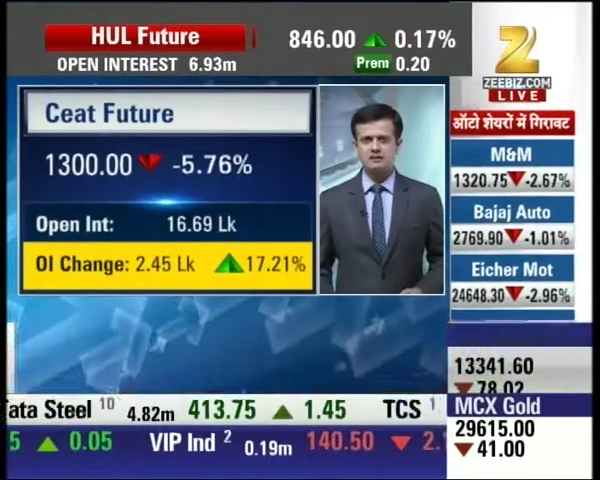 HUL Future
846.00 0.17%
OPEN INTEREST 6.93m
Prem 0.20
ZEEBIZ.COM
LIVE
Ceat Future
1300.00 -5.76%
Open Int: 16.69 Lk
OI Change: 2.45 Lk 17.21%
ऑटो शेयरों में गिरावट
M&M
1320.75 -2.67%
Bajaj Auto
2769.90 -1.01%
Eicher Mot
24648.30 -2.96%
13341.60
78.02
MCX Gold
29615.00
41.00
Tata Steel 10 4.82m 413.75 1.45 TCS
5 0.05 VIP Ind 2 0.19m 140.50 2.